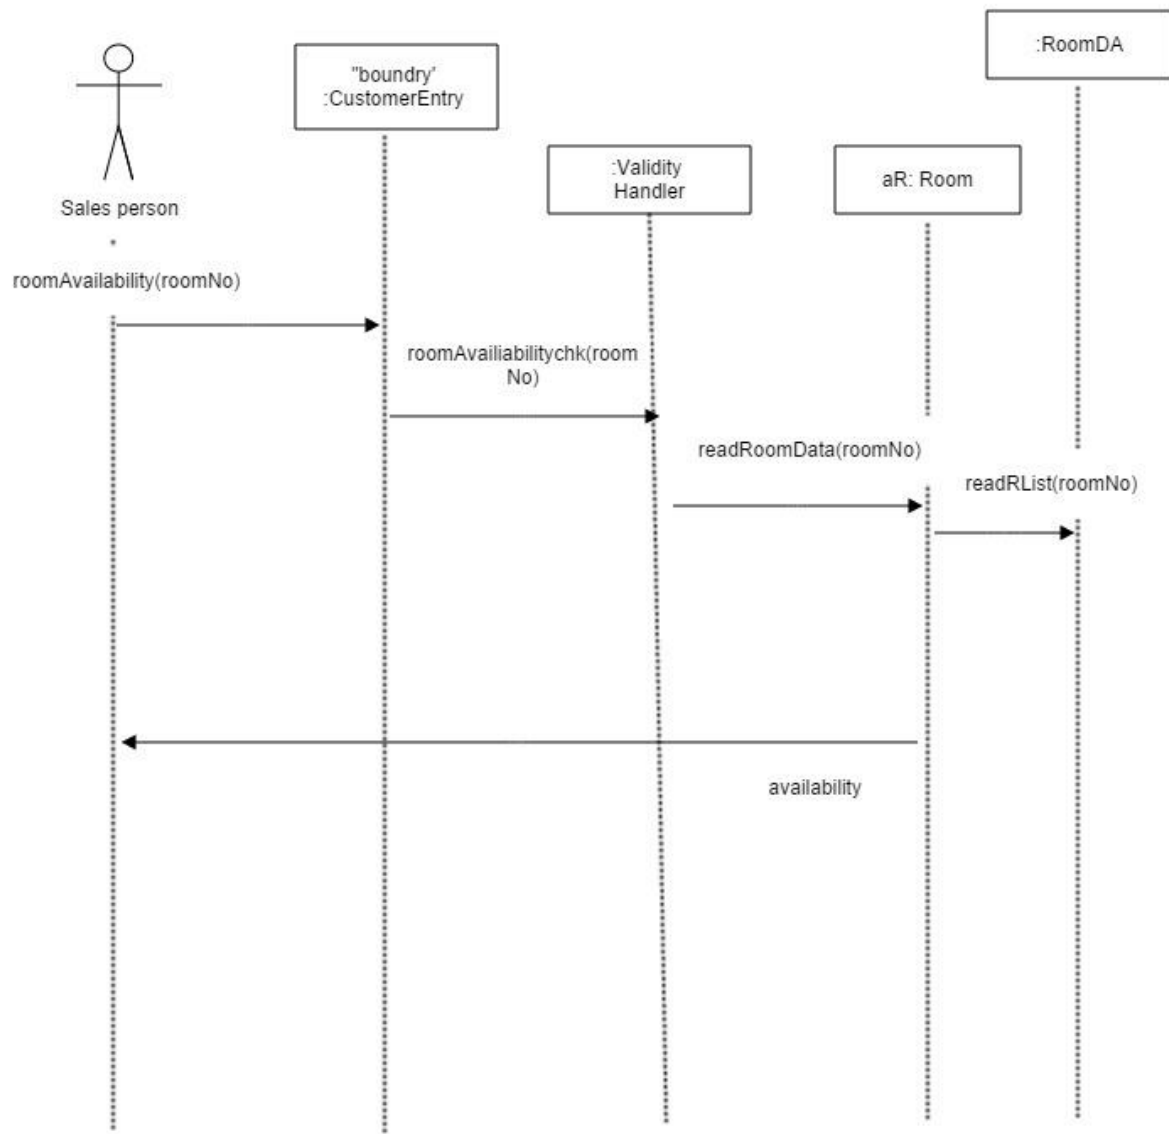 :RoomDA
"boundry'
:CustomerEntry
:Validity
Handler
aR: Room
Sales person
roomAvailability(roomNo)
roomAvailiabilitychk(room
No)
readRoomData(roomNo)
readRList(roomNo)
availability